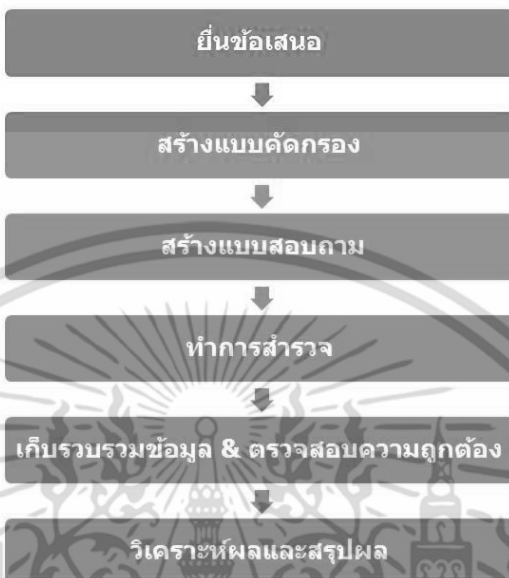 ยื่นข้อเสนอ
สร้างแบบคัดกรอง
สร้างแบบสอบถาม
ทำการสำรวจ
เก็บรวบรวมข้อมูล & ตรวจสอบความถูกต้อง
วิเคราะห์ผลและสรุปผล